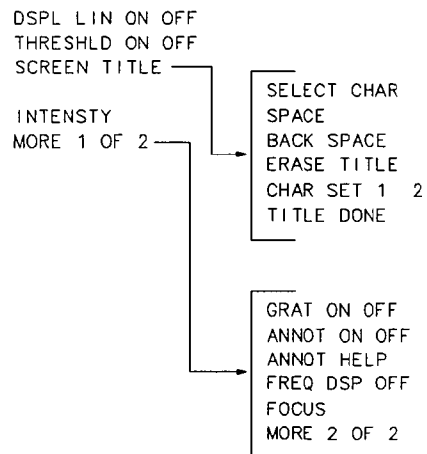 DSPL LIN ON OFF
THRESHLD ON OFF
SCREEN TITLE
INTENSTY
MORE 1 OF 2
SELECT CHAR
SPACE
BACK SPACE
ERASE TITLE
CHAR SET 1 2
TITLE DONE
GRAT ON OFF
ANNOT ON OFF
ANNOT HELP
FREQ DSP OFF
FOCUS
MORE 2 OF 2